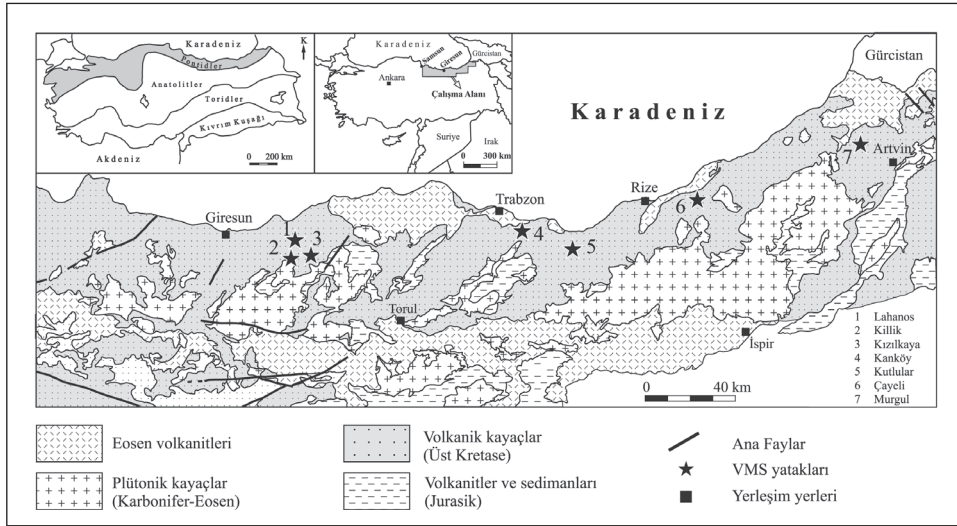 Karadeniz
Pontidler
Anatolitler
Toridler
Kıvrım Kuşağı
Akdeniz
0 200 km
K
Karadeniz
Samsun
Giresun
Gürcistan
Ankara
Çalışma Alanı
Suriye
Irak
0 300 km
Karadeniz
Gürcistan
Artvin
7
Rize
6
Trabzon
4
5
Giresun
1
2
3
Torul
İspir
0 40 km
1 Lahanos
2 Killik
3 Kızılkaya
4 Kanköy
5 Kutlular
6 Çayeli
7 Murgul
Eosen volkanitleri
Plütonik kayaçlar
(Karbonifer-Eosen)
Volkanik kayaçlar
(Üst Kretase)
Volkanitler ve sedimanları
(Jurasik)
Ana Faylar
VMS yatakları
Yerleşim yerleri